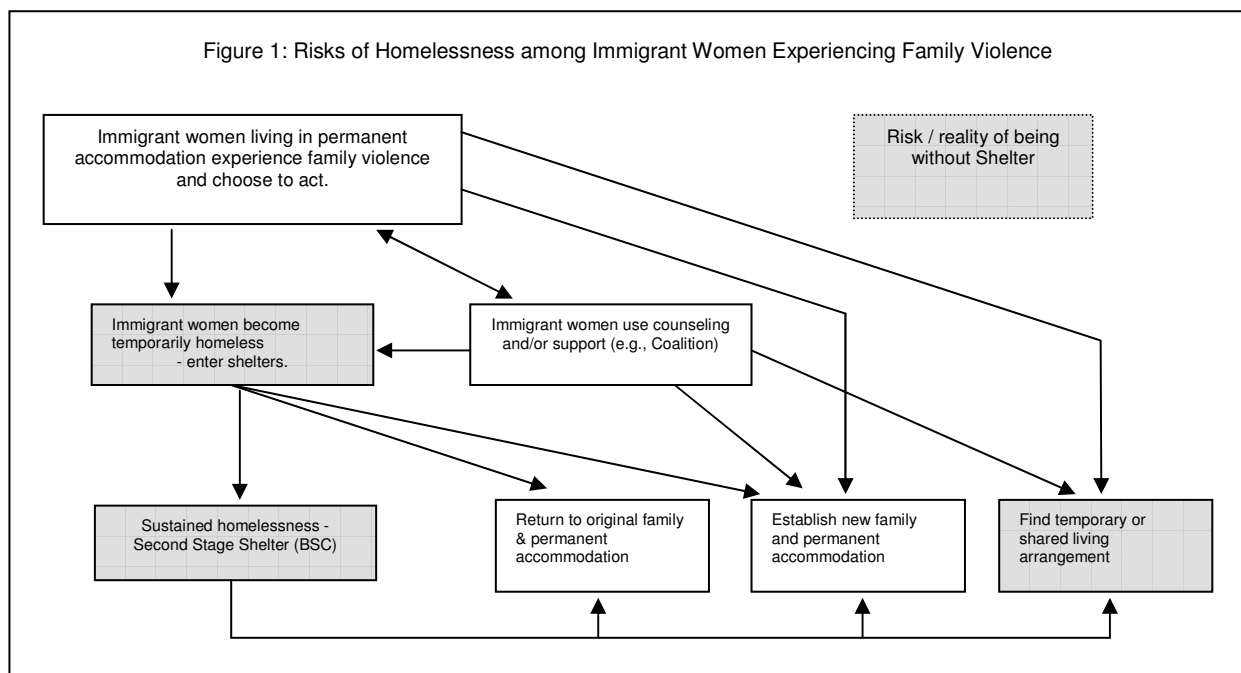 Figure 1: Risks of Homelessness among Immigrant Women Experiencing Family Violence
Immigrant women living in permanent
accommodation experience family violence
and choose to act.
Risk / reality of being
without Shelter
Immigrant women become
temporarily homeless
- enter shelters.
Immigrant women use counseling
and/or support (e.g., Coalition)
Sustained homelessness -
Second Stage Shelter (BSC)
Return to original family
& permanent
accommodation
Establish new family
and permanent
accommodation
Find temporary or
shared living
arrangement